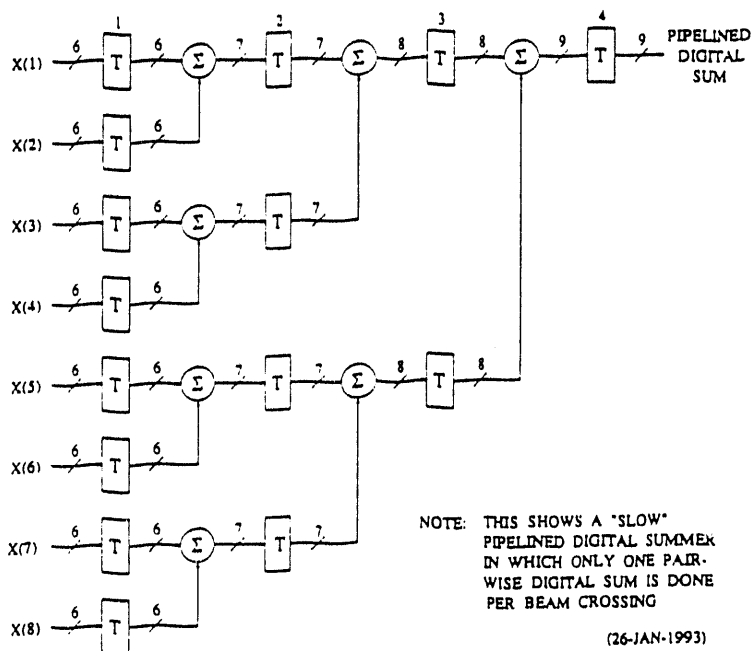 1 2 3 4
6 6 7 7 8 8 9 9
X(1) T Σ T Σ T Σ T PIPELINED
DIGITAL
SUM
6 6
X(2) T
6 6 7 7
X(3) T Σ T
6 6
X(4) T
6 6 7 7 8 8
X(5) T Σ T Σ T
6 6
X(6) T
6 6 7 7
X(7) T Σ T
6 6
X(8) T
NOTE: THIS SHOWS A "SLOW"
PIPELINED DIGITAL SUMMER
IN WHICH ONLY ONE PAIR-
WISE DIGITAL SUM IS DONE
PER BEAM CROSSING
(26-JAN-1993)